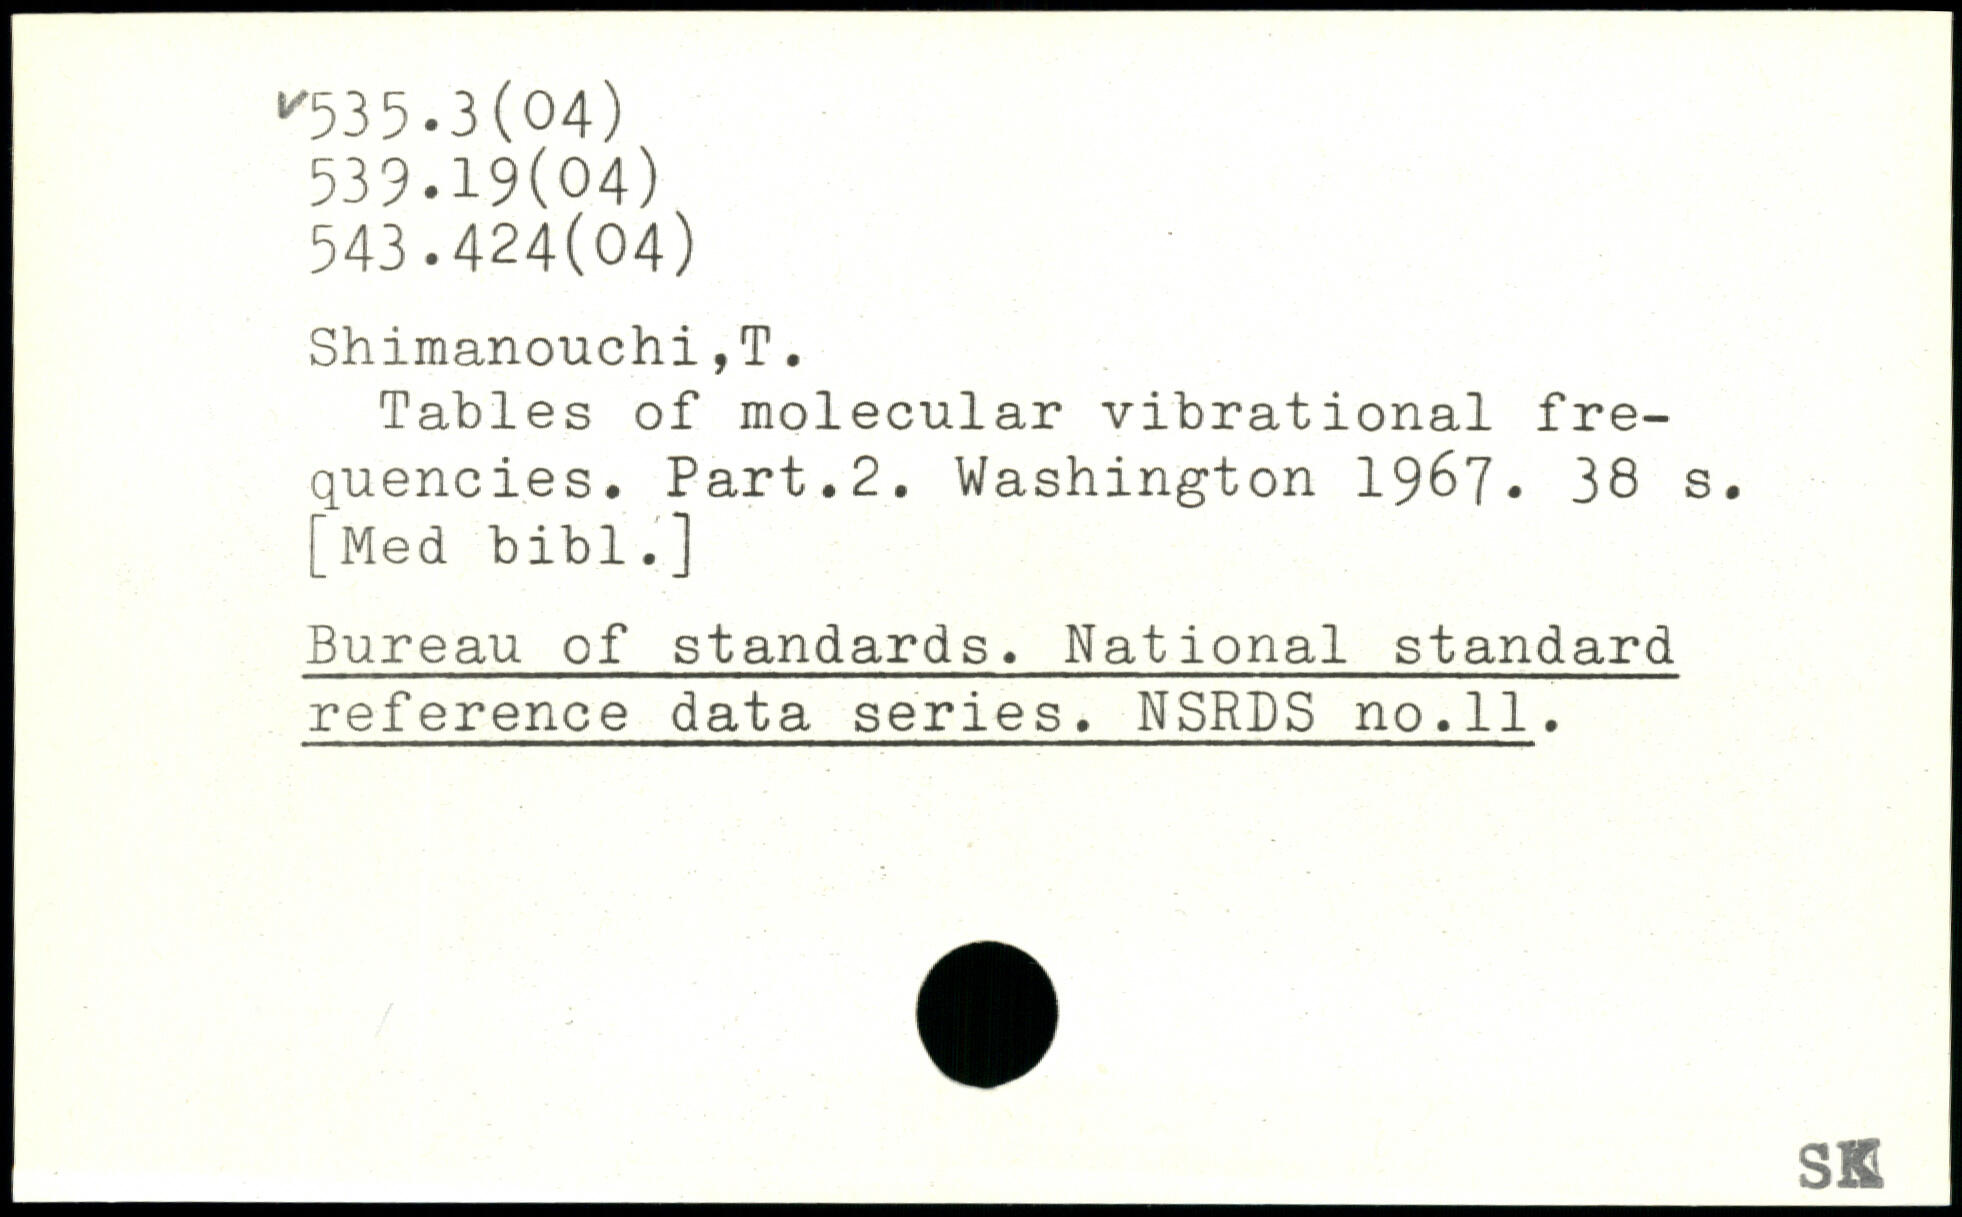 ✓535.3(04)
539.19(04)
543.424(04)
Shimanouchi,T.
Tables of molecular vibrational fre-
quencies. Part.2. Washington 1967. 38 s.
[Med bibl.]
Bureau of standards. National standard
reference data series. NSRDS no.11.
SK